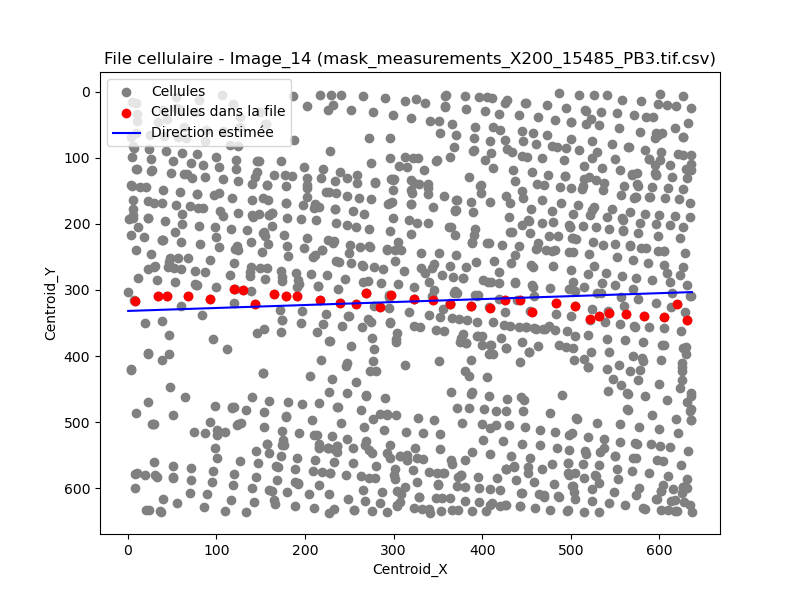 File cellulaire - Image_14 (mask_measurements_X200_15485_PB3.tif.csv)
Cellules
Cellules dans la file
Direction estimée
0
100
200
300
400
500
600
Centroid_Y
0 100 200 300 400 500 600
Centroid_X